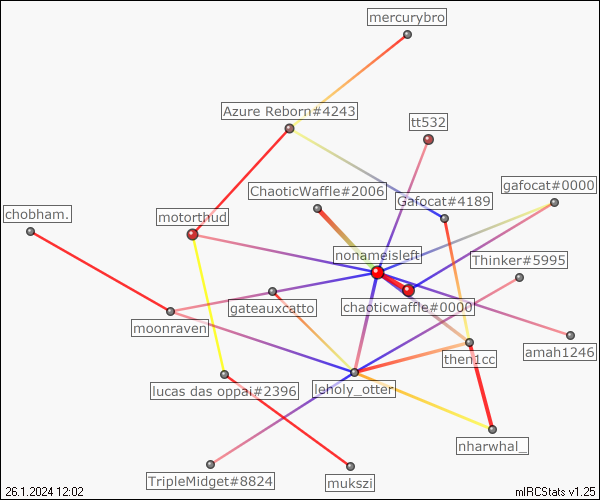 mercurybro
Azure Reborn#4243
tt532
ChaoticWaffle#2006
gafocat#0000
Gafocat#4189
chobham.
motorthud
nonameisleft
Thinker#5995
chaoticwaffle#0000
gateauxcatto
moonraven
amah1246
then1cc
lucas das oppai#2396
leholy_otter
nharwhal_
TripleMidget#8824
mukszi
26.1.2024 12:02
mIRCStats v1.25